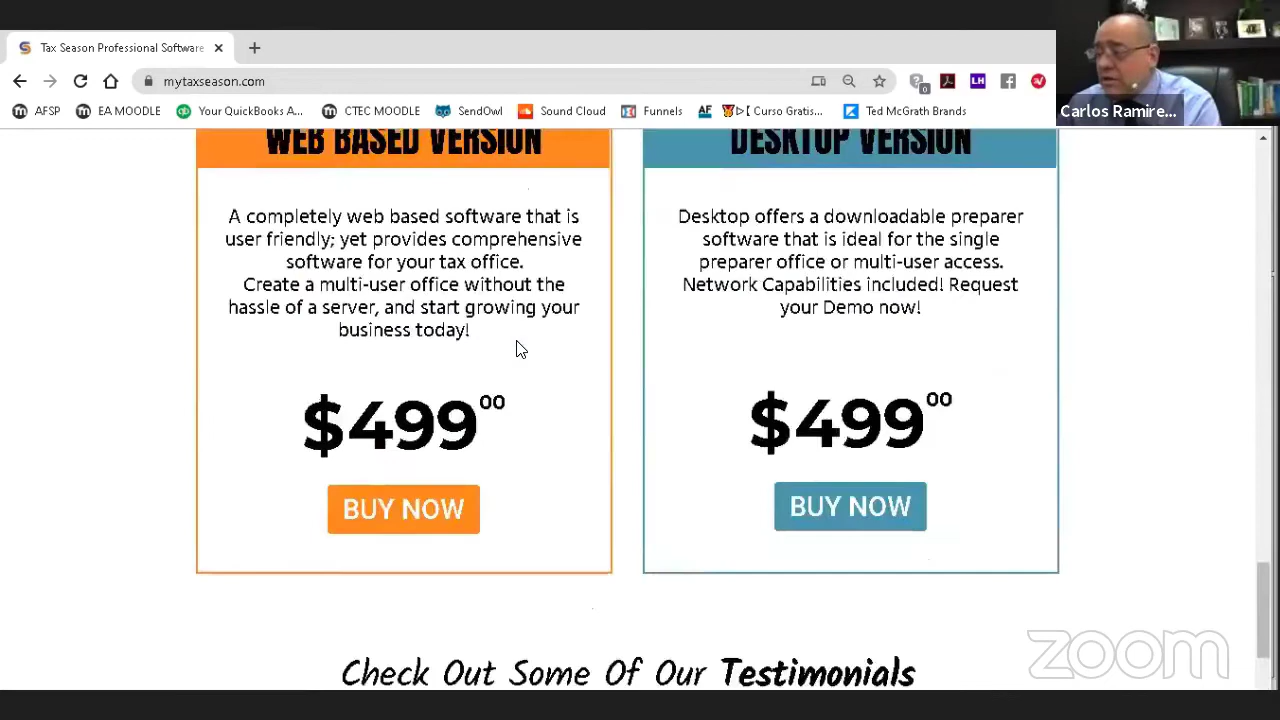 Tax Season Professional Software
mytaxseason.com
0
LH
AFSP
EA MOODLE
Your QuickBooks A...
CTEC MOODLE
SendOwl
Sound Cloud
Funnels
AF
Curso Gratis...
Ted McGrath Brands
Carlos Ramire...
WEB BASED VERSION
A completely web based software that is
user friendly; yet provides comprehensive
software for your tax office.
Create a multi-user office without the
hassle of a server, and start growing your
business today!
$499 00
BUY NOW
DESKTOP VERSION
Desktop offers a downloadable preparer
software that is ideal for the single
preparer office or multi-user access.
Network Capabilities included! Request
your Demo now!
$499 00
BUY NOW
Check Out Some Of Our Testimonials
zoom